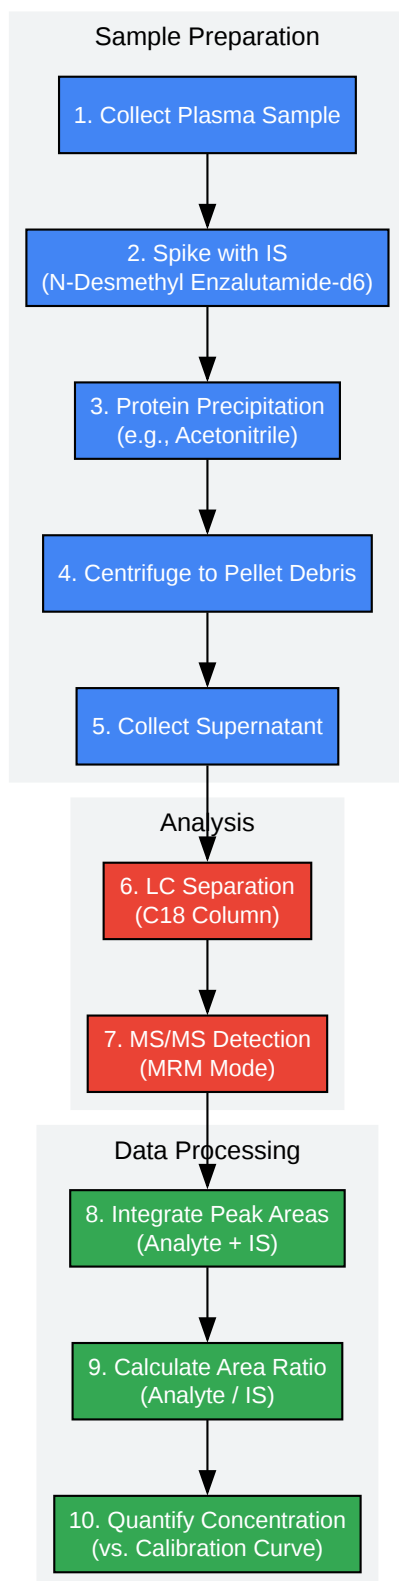 Sample Preparation
1. Collect Plasma Sample
2. Spike with IS
(N-Desmethyl Enzalutamide-d6)
3. Protein Precipitation
(e.g., Acetonitrile)
4. Centrifuge to Pellet Debris
5. Collect Supernatant
Analysis
6. LC Separation
(C18 Column)
7. MS/MS Detection
(MRM Mode)
Data Processing
8. Integrate Peak Areas
(Analyte + IS)
9. Calculate Area Ratio
(Analyte / IS)
10. Quantify Concentration
(vs. Calibration Curve)